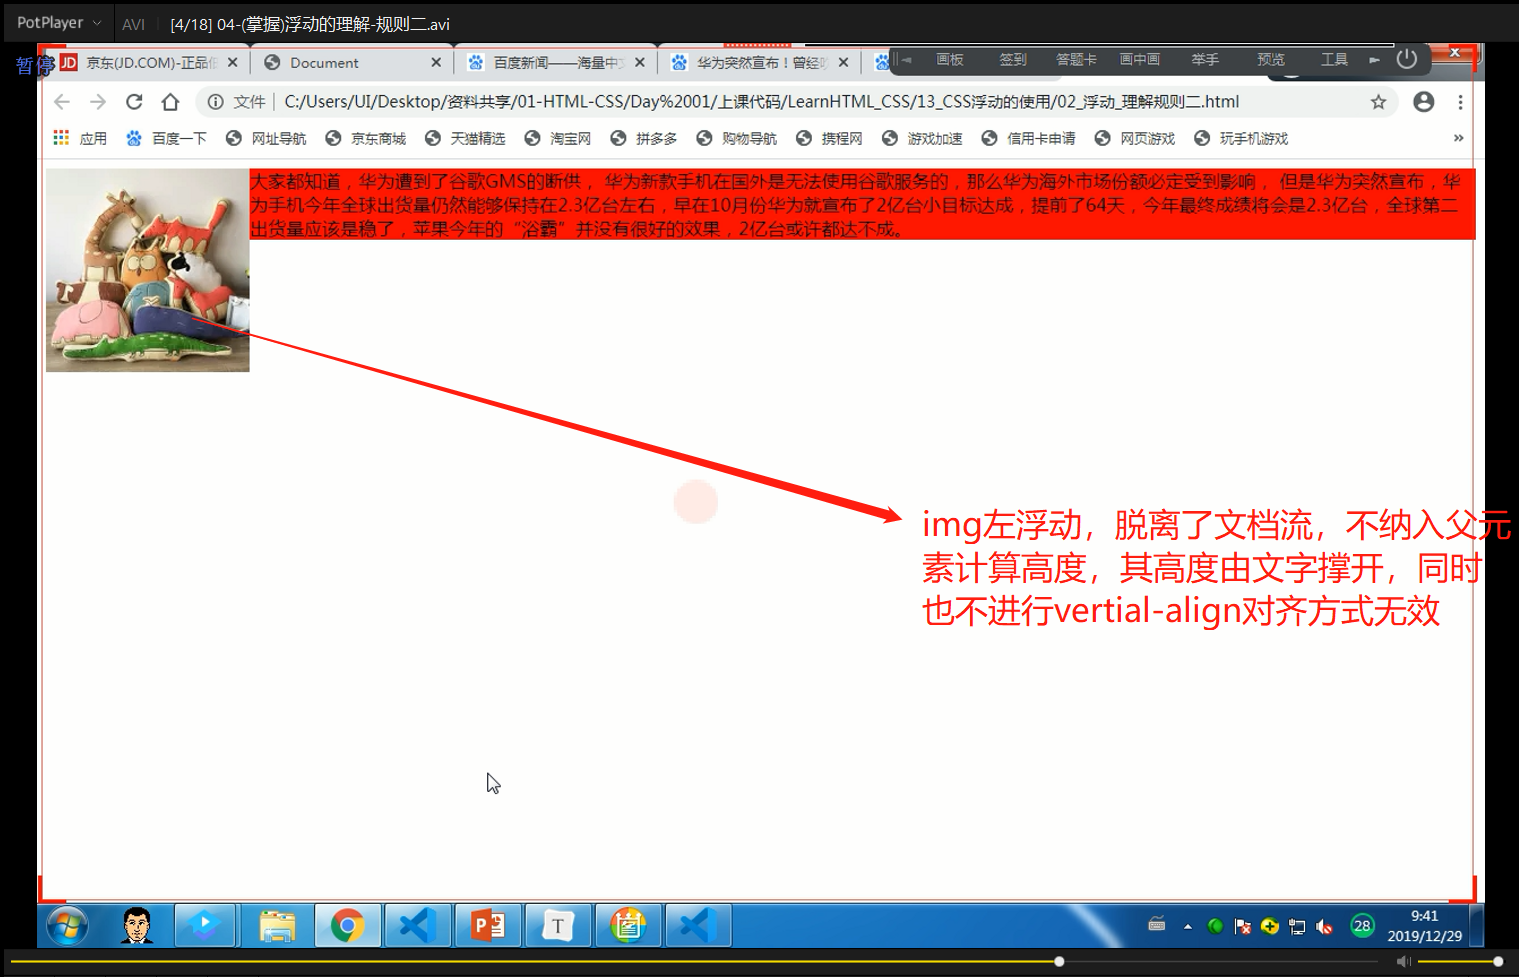 PotPlayer AVI [4/18] 04-(掌握)浮动的理解-规则二.avi
暂停
京东(JD.COM)-正品低 Document 百度新闻——海量中文 华为突然宣布！曾经吹
画板 签到 答题卡 画中画 举手 预览 工具
文件 C:/Users/UI/Desktop/资料共享/01-HTML-CSS/Day%2001/上课代码/LearnHTML_CSS/13_CSS浮动的使用/02_浮动_理解规则二.html
应用 百度一下 网址导航 京东商城 天猫精选 淘宝网 拼多多 购物导航 携程网 游戏加速 信用卡申请 网页游戏 玩手机游戏 »
大家都知道，华为遭到了谷歌GMS的断供， 华为新款手机在国外是无法使用谷歌服务的，那么华为海外市场份额必定受到影响， 但是华为突然宣布，华
为手机今年全球出货量仍然能够保持在2.3亿台左右，早在10月份华为就宣布了2亿台小目标达成，提前了64天，今年最终成绩将会是2.3亿台，全球第二
出货量应该是稳了，苹果今年的“浴霸”并没有很好的效果，2亿台或许都达不成。
img左浮动，脱离了文档流，不纳入父元
素计算高度，其高度由文字撑开，同时
也不进行vertial-align对齐方式无效
28
9:41
2019/12/29